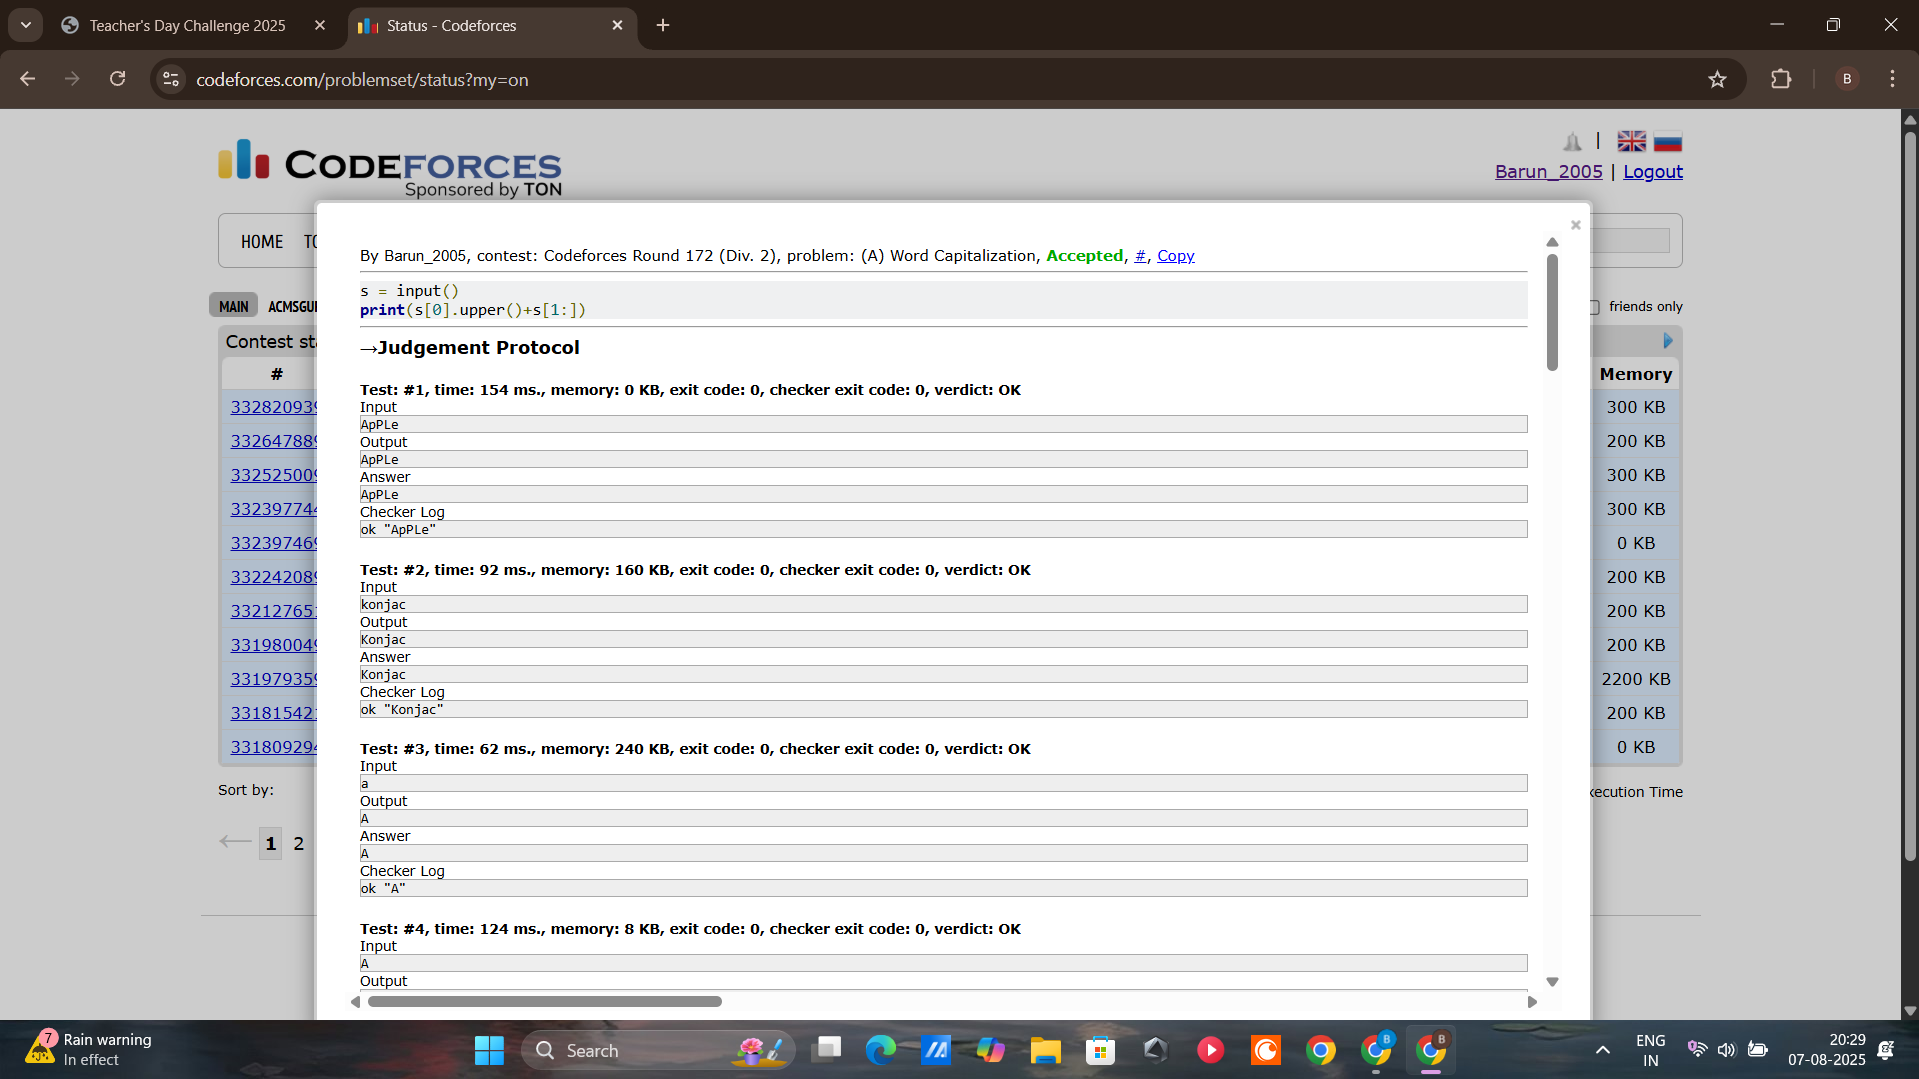 Teacher's Day Challenge 2025
Status - Codeforces
codeforces.com/problemset/status?my=on
B
CODEFORCES
Sponsored by TON
Barun_2005 | Logout
HOME
MAIN
friends only
#
Memory
By Barun_2005, contest: Codeforces Round 172 (Div. 2), problem: (A) Word Capitalization, Accepted, #, Copy
s = input()
print(s[0].upper()+s[1:])
→Judgement Protocol
Test: #1, time: 154 ms., memory: 0 KB, exit code: 0, checker exit code: 0, verdict: OK
Input
ApPLe
Output
ApPLe
Answer
ApPLe
Checker Log
ok "ApPLe"
Test: #2, time: 92 ms., memory: 160 KB, exit code: 0, checker exit code: 0, verdict: OK
Input
konjac
Output
Konjac
Answer
Konjac
Checker Log
ok "Konjac"
Test: #3, time: 62 ms., memory: 240 KB, exit code: 0, checker exit code: 0, verdict: OK
Input
a
Output
A
Answer
A
Checker Log
ok "A"
Test: #4, time: 124 ms., memory: 8 KB, exit code: 0, checker exit code: 0, verdict: OK
Input
A
Output
Contest
33282093
33264788
33252500
33239774
33239746
33224208
33212765
33198004
33197935
33181542
33180929
300 KB
200 KB
300 KB
300 KB
0 KB
200 KB
200 KB
200 KB
2200 KB
200 KB
0 KB
Sort by:
Time
1 2
7
Rain warning
In effect
Search
B
B
ENG
IN
20:29
07-08-2025